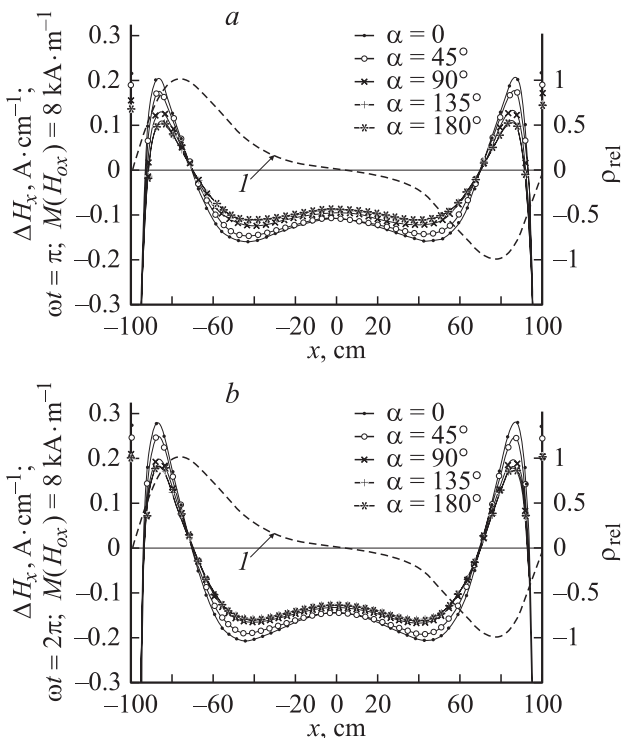 a
0.3
0.2
0.1
0
−0.1
−0.2
−0.3
ΔH_x, A·cm⁻¹;
ωt = π; M(H_ox) = 8 kA·m⁻¹
α = 0
α = 45°
α = 90°
α = 135°
α = 180°
1
1
0.5
0
−0.5
−1
ρ_rel
−100 −60 −20 0 20 60 100
x, cm
b
0.3
0.2
0.1
0
−0.1
−0.2
−0.3
ΔH_x, A·cm⁻¹;
ωt = 2π; M(H_ox) = 8 kA·m⁻¹
α = 0
α = 45°
α = 90°
α = 135°
α = 180°
1
1
0.5
0
−0.5
−1
ρ_rel
−100 −60 −20 0 20 60 100
x, cm